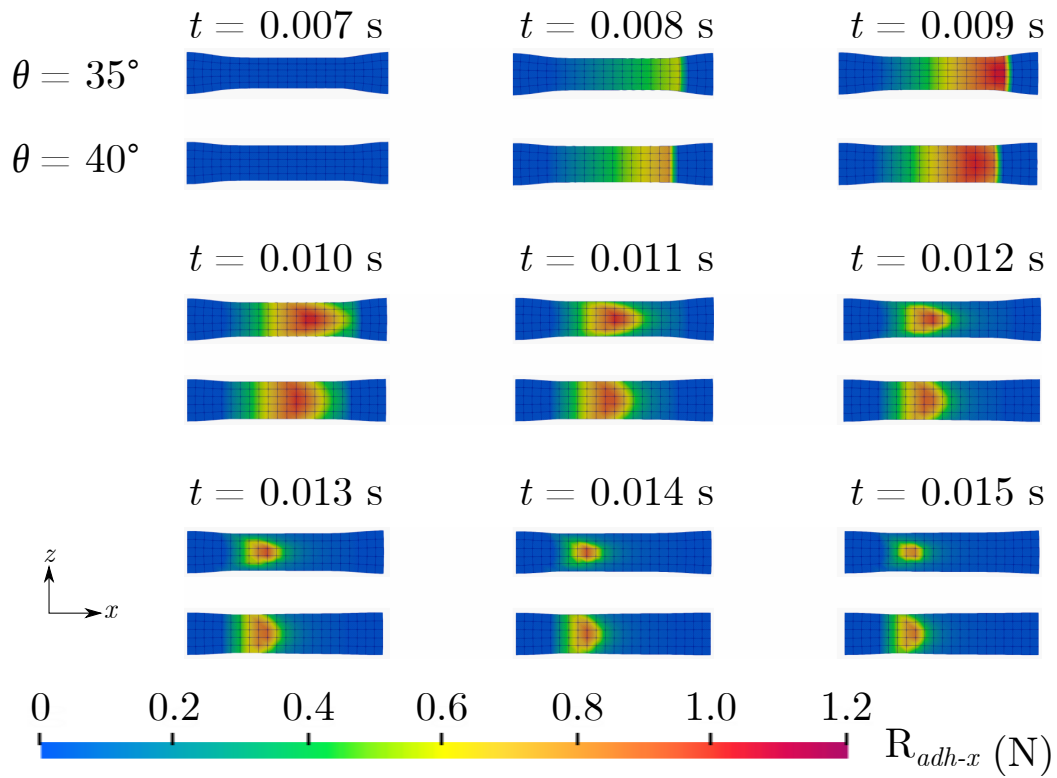 t = 0.007 s t = 0.008 s t = 0.009 s
θ = 35°
θ = 40°
t = 0.010 s t = 0.011 s t = 0.012 s
t = 0.013 s t = 0.014 s t = 0.015 s
z
x
0 0.2 0.4 0.6 0.8 1.0 1.2
R_adh-x (N)